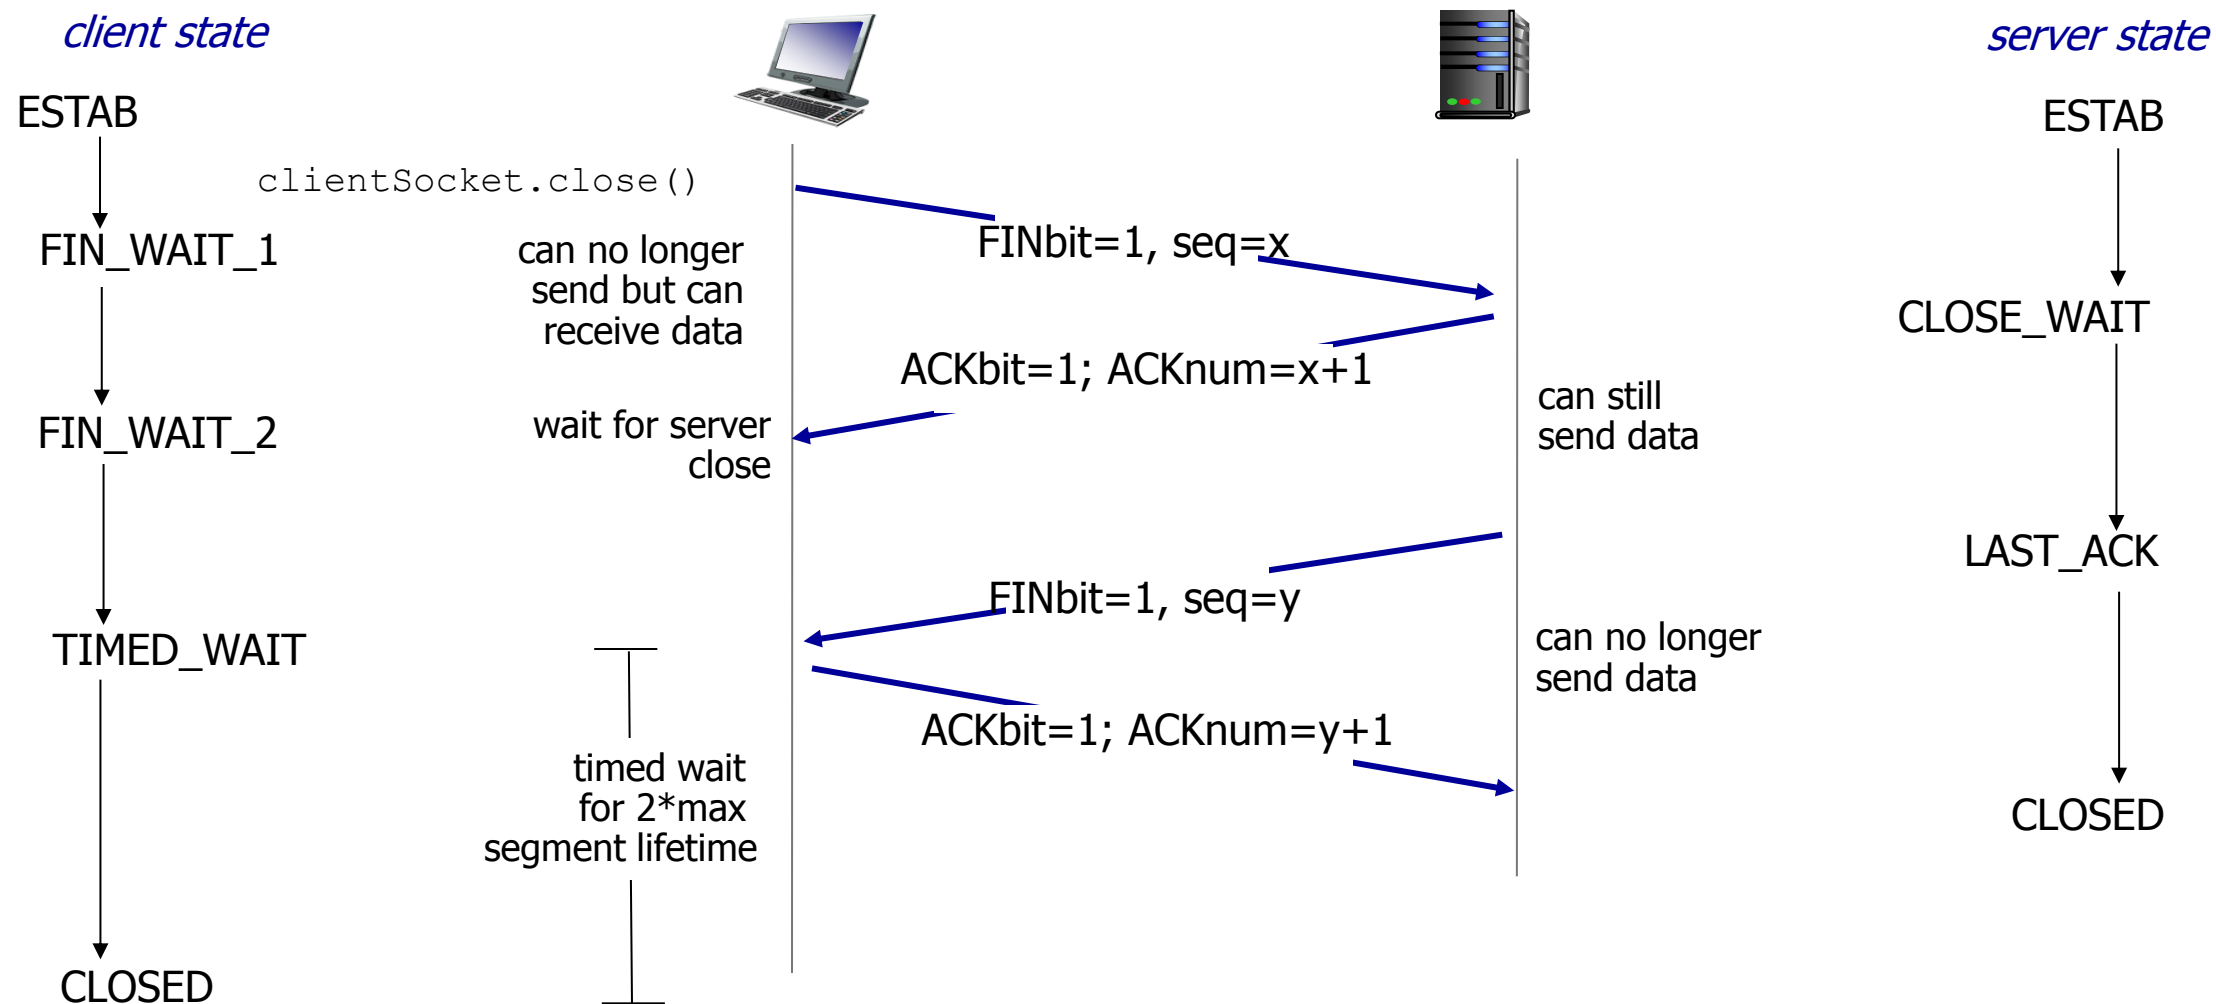 client state
server state
ESTAB
ESTAB
clientSocket.close()
FIN_WAIT_1
can no longer
send but can
receive data
FINbit=1, seq=x
CLOSE_WAIT
ACKbit=1; ACKnum=x+1
FIN_WAIT_2
wait for server
close
can still
send data
LAST_ACK
FINbit=1, seq=y
TIMED_WAIT
can no longer
send data
ACKbit=1; ACKnum=y+1
timed wait
for 2*max
segment lifetime
CLOSED
CLOSED